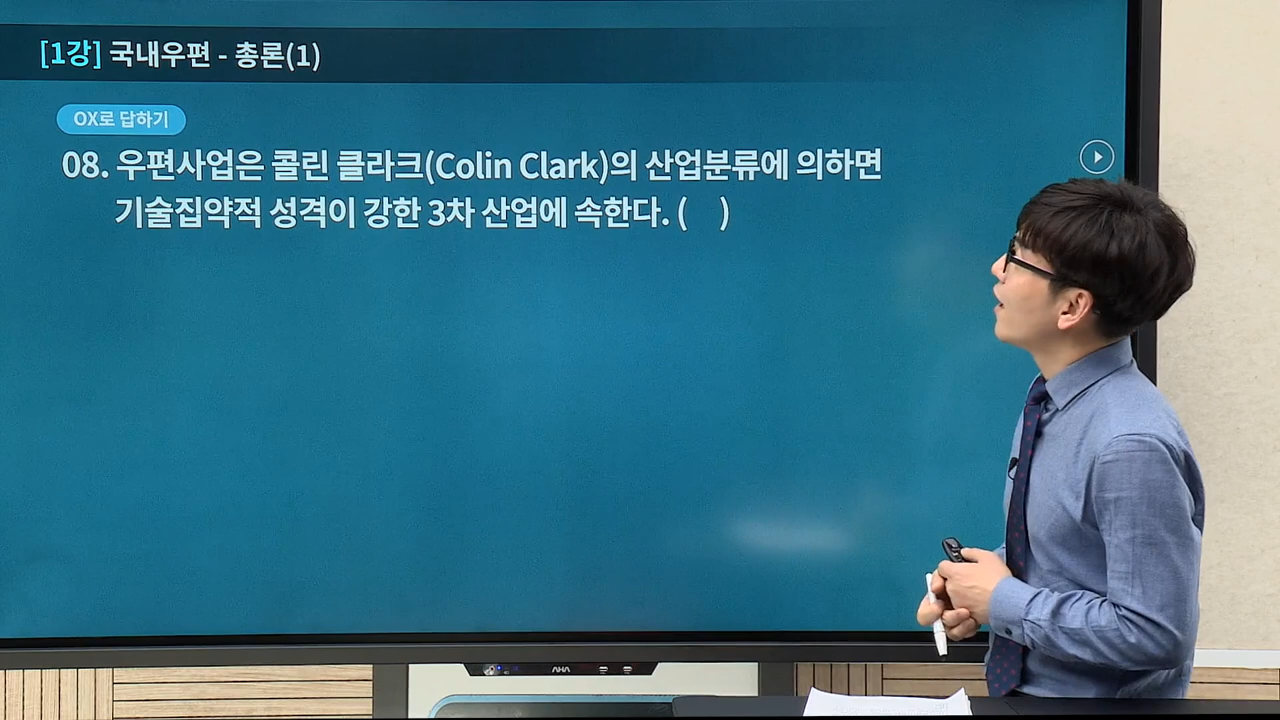 [1강] 국내우편 - 총론(1)
OX로 답하기
08. 우편사업은 콜린 클라크(Colin Clark)의 산업분류에 의하면
기술집약적 성격이 강한 3차 산업에 속한다. ( )
AHA